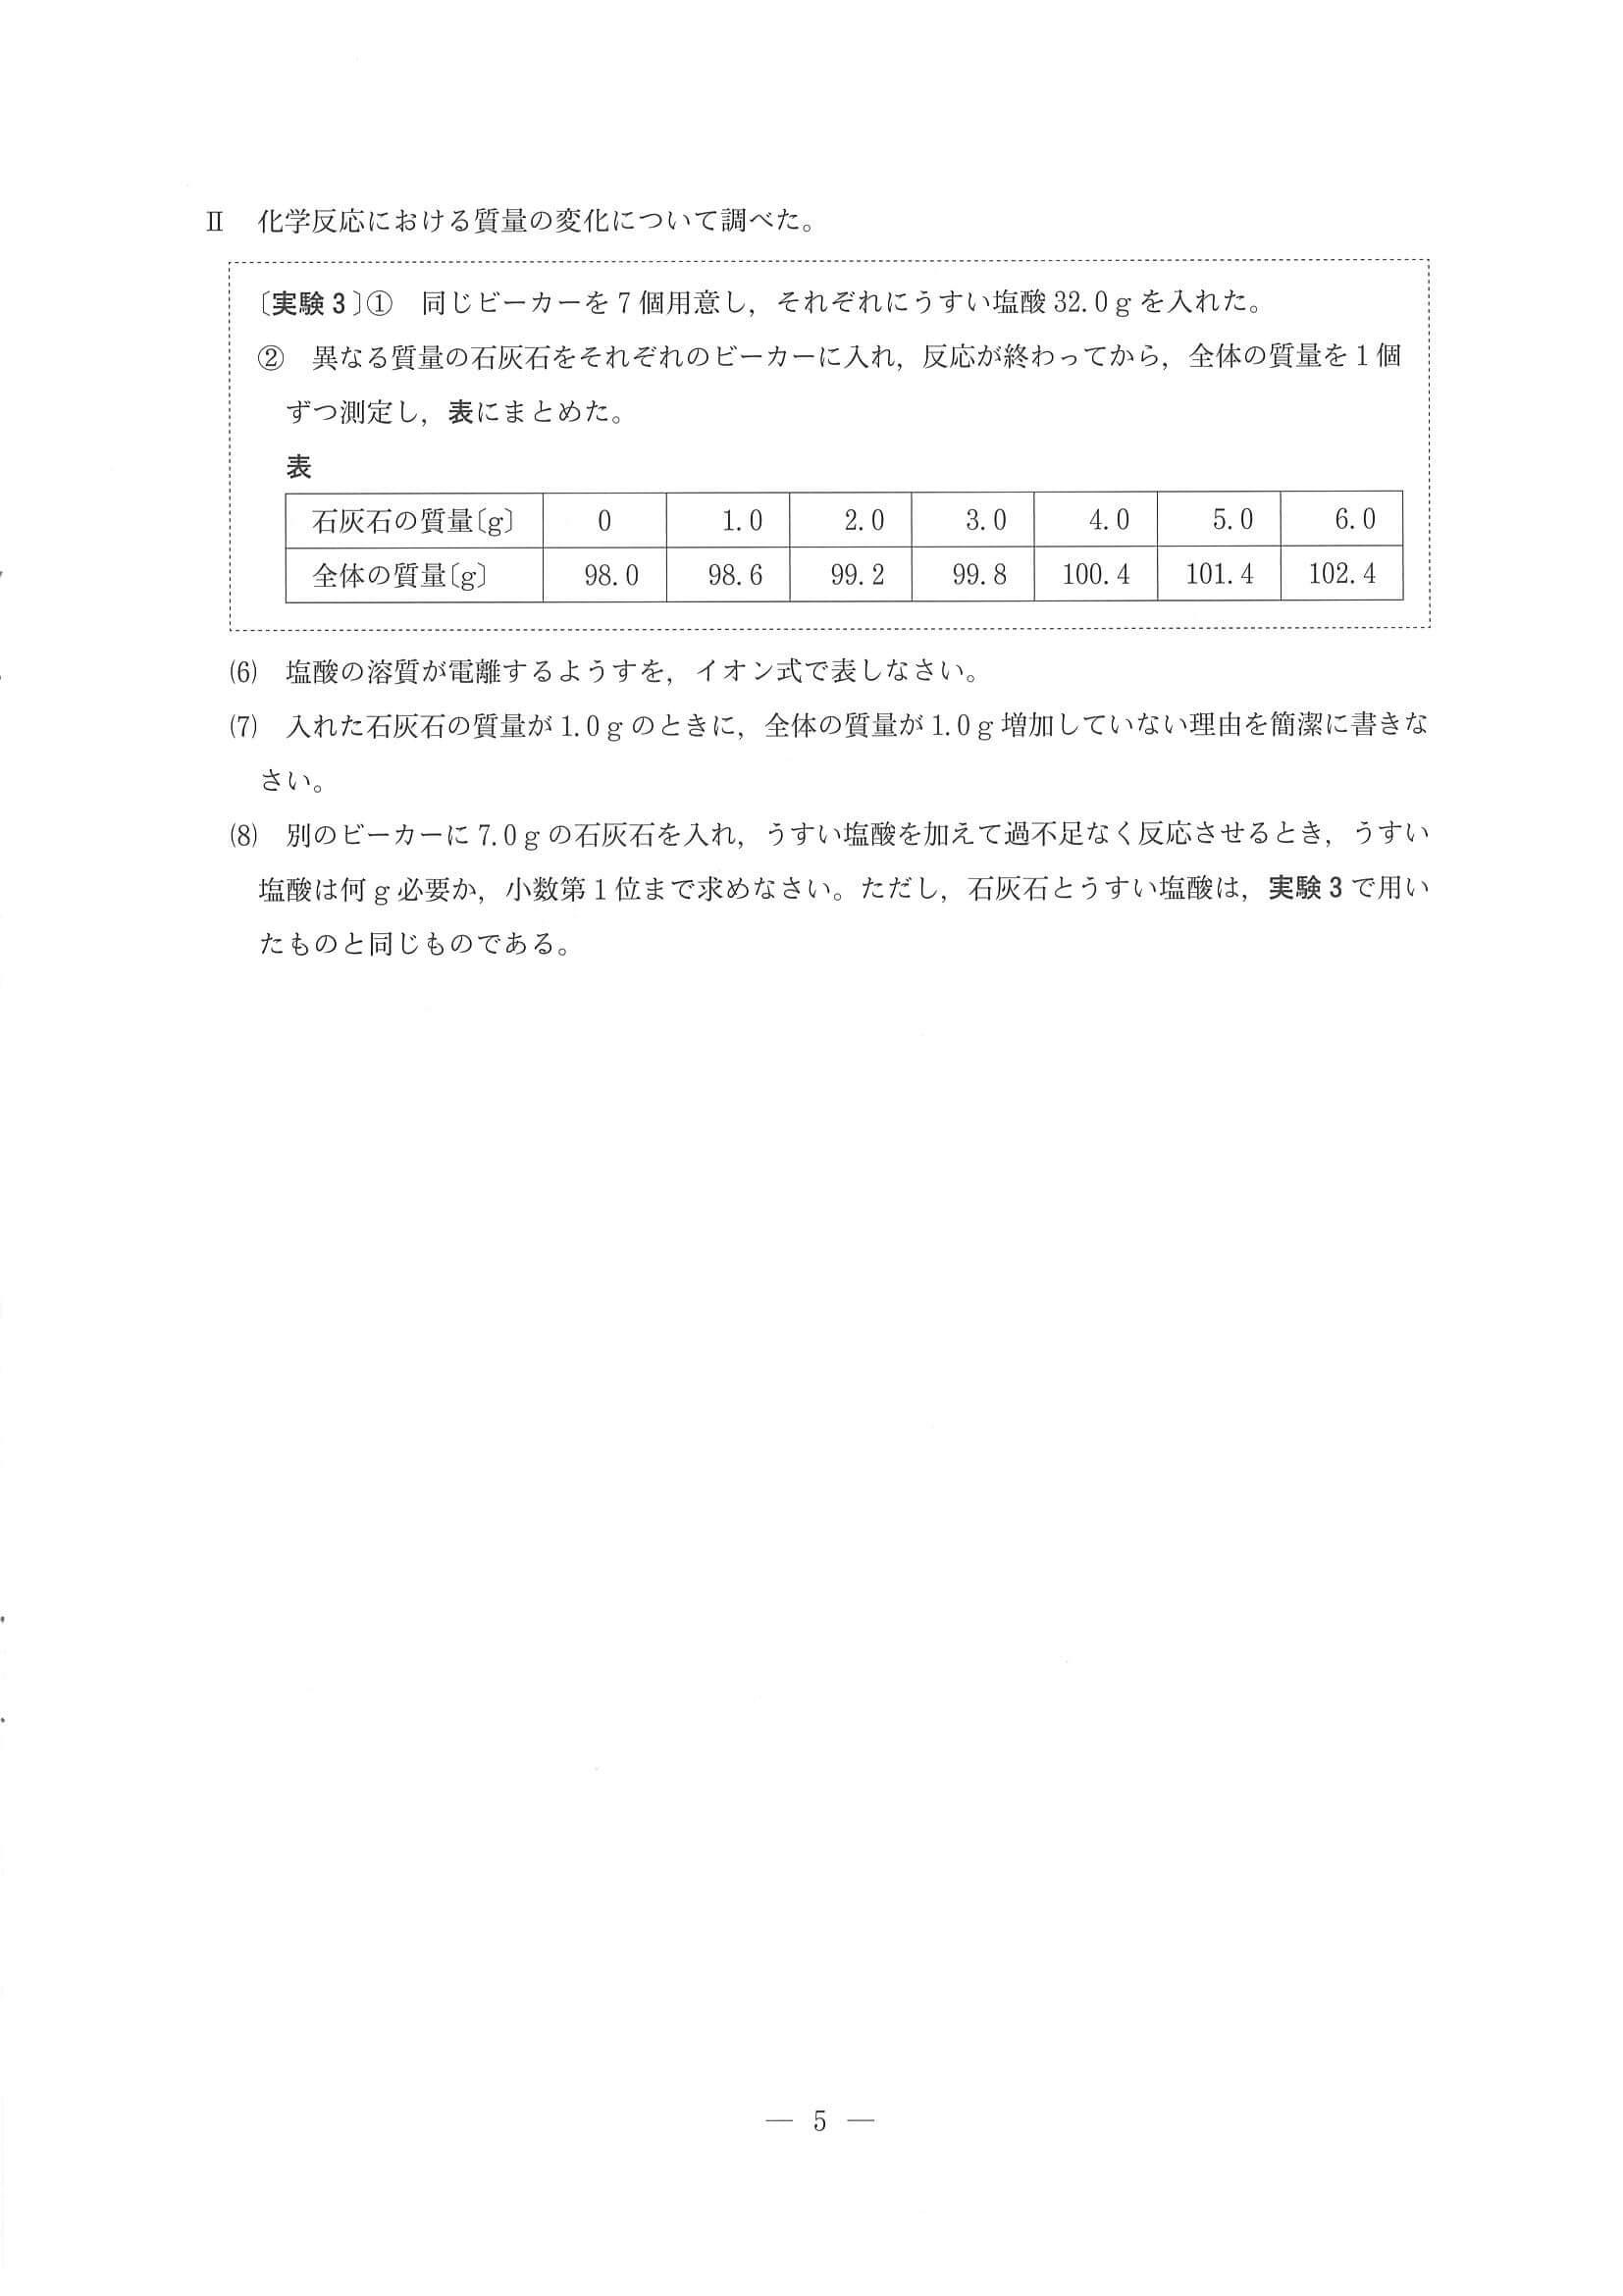 Ⅱ　化学反応における質量の変化について調べた。
〔実験3〕①　同じビーカーを7個用意し，それぞれにうすい塩酸32.0gを入れた。
②　異なる質量の石灰石をそれぞれのビーカーに入れ，反応が終わってから，全体の質量を1個
ずつ測定し，表にまとめた。
表
石灰石の質量〔g〕 0 1.0 2.0 3.0 4.0 5.0 6.0
全体の質量〔g〕 98.0 98.6 99.2 99.8 100.4 101.4 102.4
(6)　塩酸の溶質が電離するようすを，イオン式で表しなさい。
(7)　入れた石灰石の質量が1.0gのときに，全体の質量が1.0g増加していない理由を簡潔に書きな
さい。
(8)　別のビーカーに7.0gの石灰石を入れ，うすい塩酸を加えて過不足なく反応させるとき，うすい
塩酸は何g必要か，小数第1位まで求めなさい。ただし，石灰石とうすい塩酸は，実験3で用い
たものと同じものである。
― 5 ―